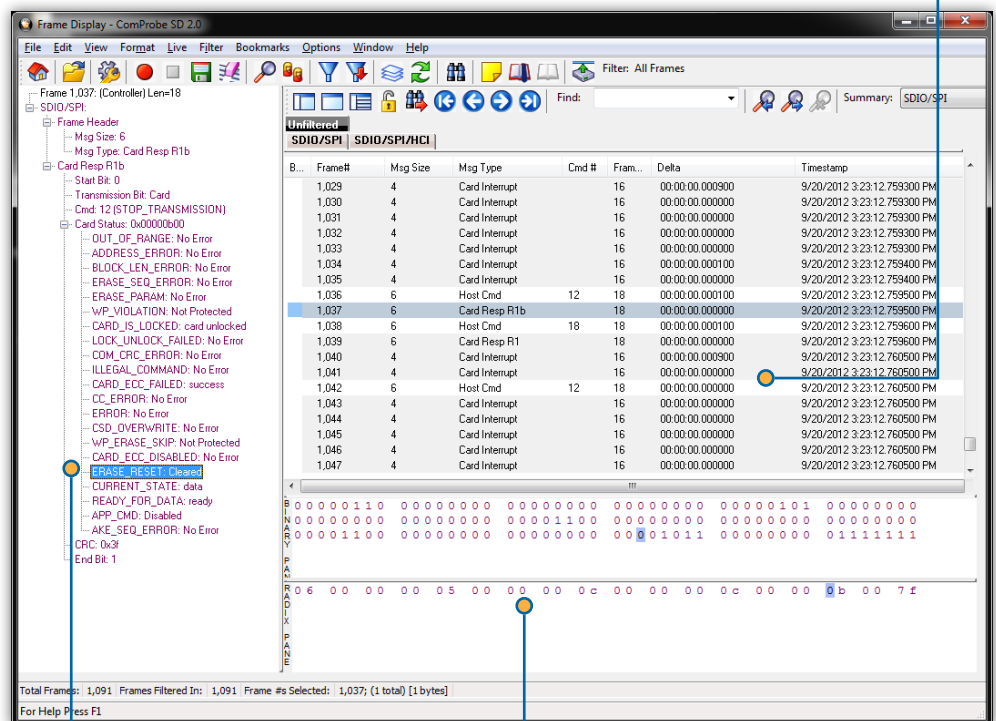 Frame Display - ComProbe SD 2.0
File Edit View Format Live Filter Bookmarks Options Window Help
Filter: All Frames
Frame 1,037: (Controller) Len=18
SDIO/SPI:
Frame Header
Msg Size: 6
Msg Type: Card Resp R1b
Card Resp R1b
Start Bit: 0
Transmission Bit: Card
Cmd: 12 (STOP_TRANSMISSION)
Card Status: 0x00000b00
OUT_OF_RANGE: No Error
ADDRESS_ERROR: No Error
BLOCK_LEN_ERROR: No Error
ERASE_SEQ_ERROR: No Error
ERASE_PARAM: No Error
WP_VIOLATION: Not Protected
CARD_IS_LOCKED: card unlocked
LOCK_UNLOCK_FAILED: No Error
COM_CRC_ERROR: No Error
ILLEGAL_COMMAND: No Error
CARD_ECC_FAILED: success
CC_ERROR: No Error
ERROR: No Error
CSD_OVERWRITE: No Error
WP_ERASE_SKIP: Not Protected
CARD_ECC_DISABLED: No Error
ERASE_RESET: Cleared
CURRENT_STATE: data
READY_FOR_DATA: ready
APP_CMD: Disabled
AKE_SEQ_ERROR: No Error
CRC: 0x3f
End Bit: 1
Find: Summary: SDIO/SPI
Unfiltered
SDIO/SPI SDIO/SPI/HCI
B... Frame# Msg Size Msg Type Cmd # Fram... Delta Timestamp
1,029 4 Card Interrupt 16 00:00:00.000900 9/20/2012 3:23:12.759300 PM
1,030 4 Card Interrupt 16 00:00:00.000000 9/20/2012 3:23:12.759300 PM
1,031 4 Card Interrupt 16 00:00:00.000000 9/20/2012 3:23:12.759300 PM
1,032 4 Card Interrupt 16 00:00:00.000000 9/20/2012 3:23:12.759300 PM
1,033 4 Card Interrupt 16 00:00:00.000000 9/20/2012 3:23:12.759300 PM
1,034 4 Card Interrupt 16 00:00:00.000100 9/20/2012 3:23:12.759400 PM
1,035 4 Card Interrupt 16 00:00:00.000000 9/20/2012 3:23:12.759400 PM
1,036 6 Host Cmd 12 18 00:00:00.000100 9/20/2012 3:23:12.759500 PM
1,037 6 Card Resp R1b 18 00:00:00.000000 9/20/2012 3:23:12.759500 PM
1,038 6 Host Cmd 18 18 00:00:00.000100 9/20/2012 3:23:12.759600 PM
1,039 6 Card Resp R1 18 00:00:00.000000 9/20/2012 3:23:12.759600 PM
1,040 4 Card Interrupt 16 00:00:00.000900 9/20/2012 3:23:12.760500 PM
1,041 4 Card Interrupt 16 00:00:00.000000 9/20/2012 3:23:12.760500 PM
1,042 6 Host Cmd 12 18 00:00:00.000000 9/20/2012 3:23:12.760500 PM
1,043 4 Card Interrupt 16 00:00:00.000000 9/20/2012 3:23:12.760500 PM
1,044 4 Card Interrupt 16 00:00:00.000000 9/20/2012 3:23:12.760500 PM
1,045 4 Card Interrupt 16 00:00:00.000000 9/20/2012 3:23:12.760500 PM
1,046 4 Card Interrupt 16 00:00:00.000000 9/20/2012 3:23:12.760500 PM
1,047 4 Card Interrupt 16 00:00:00.000000 9/20/2012 3:23:12.760500 PM
BINARY PAN
00000110 00000000 00000000 00000000 00000101 00000000
00000000 00000000 00001100 00000000 00000000 00000000
00001100 00000000 00000000 00001011 00000000 01111111
RADIX PANE
06 00 00 00 05 00 00 00 0c 00 00 00 0c 00 00 0b 00 7f
Total Frames: 1,091 Frames Filtered In: 1,091 Frame #s Selected: 1,037; (1 total) [1 bytes]
For Help Press F1